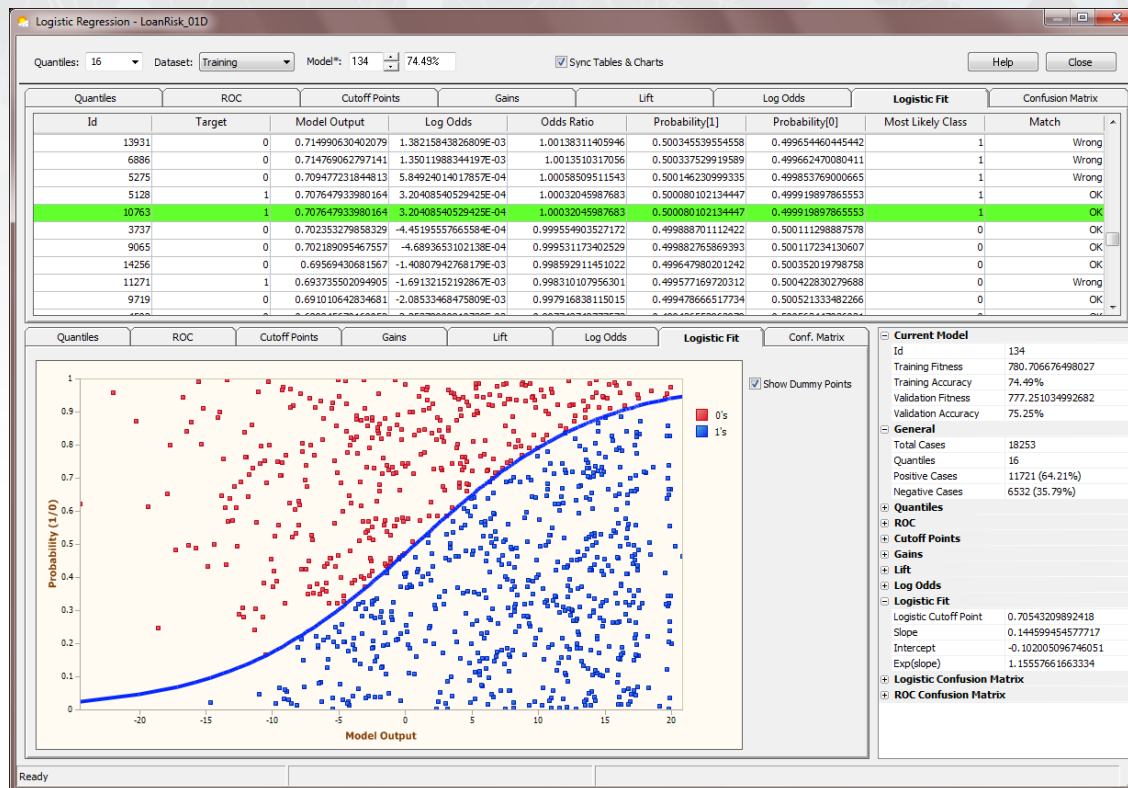 Logistic Regression - LoanRisk_01D
Quantiles: 16 Dataset: Training Model*: 134 74.49% Sync Tables & Charts Help Close
Quantiles ROC Cutoff Points Gains Lift Log Odds Logistic Fit Confusion Matrix
Id Target Model Output Log Odds Odds Ratio Probability[1] Probability[0] Most Likely Class Match
13931 0 0.714990630402079 1.38215843826809E-03 1.00138311405946 0.500345539554558 0.499654460445442 1 Wrong
6886 0 0.714769062797141 1.35011988344197E-03 1.0013510317056 0.500337529919589 0.499662470080411 1 Wrong
5275 0 0.709477231844813 5.84924014017857E-04 1.00058509511543 0.500146230999335 0.499853769000665 1 Wrong
5128 1 0.707647933980164 3.20408540529425E-04 1.00032045987683 0.500080102134447 0.499919897865553 1 OK
10763 1 0.707647933980164 3.20408540529425E-04 1.00032045987683 0.500080102134447 0.499919897865553 1 OK
3737 0 0.702353279858329 -4.45195557665584E-04 0.999554903527172 0.499888701112422 0.500111298887578 0 OK
9065 0 0.702189095467557 -4.6893653102138E-04 0.999531173402529 0.499882765869393 0.500117234130607 0 OK
14256 0 0.69569430681567 -1.40807942768179E-03 0.998592911451022 0.499647980201242 0.500352019798758 0 OK
11271 1 0.693735502094905 -1.69132152192867E-03 0.998310107956301 0.499577169720312 0.500422830279688 0 Wrong
9719 0 0.691010642834681 -2.08533468475809E-03 0.997916838115015 0.499478666517734 0.500521333482266 0 OK
Quantiles ROC Cutoff Points Gains Lift Log Odds Logistic Fit Conf. Matrix
Show Dummy Points
0's
1's
Probability (1/0)
1
0.9
0.8
0.7
0.6
0.5
0.4
0.3
0.2
0.1
0
-20 -15 -10 -5 0 5 10 15 20
Model Output
Current Model
Id 134
Training Fitness 780.706676498027
Training Accuracy 74.49%
Validation Fitness 777.251034992682
Validation Accuracy 75.25%
General
Total Cases 18253
Quantiles 16
Positive Cases 11721 (64.21%)
Negative Cases 6532 (35.79%)
Quantiles
ROC
Cutoff Points
Gains
Lift
Log Odds
Logistic Fit
Logistic Cutoff Point 0.70543209892418
Slope 0.144599454577717
Intercept -0.102005096746051
Exp(slope) 1.15557661663334
Logistic Confusion Matrix
ROC Confusion Matrix
Ready